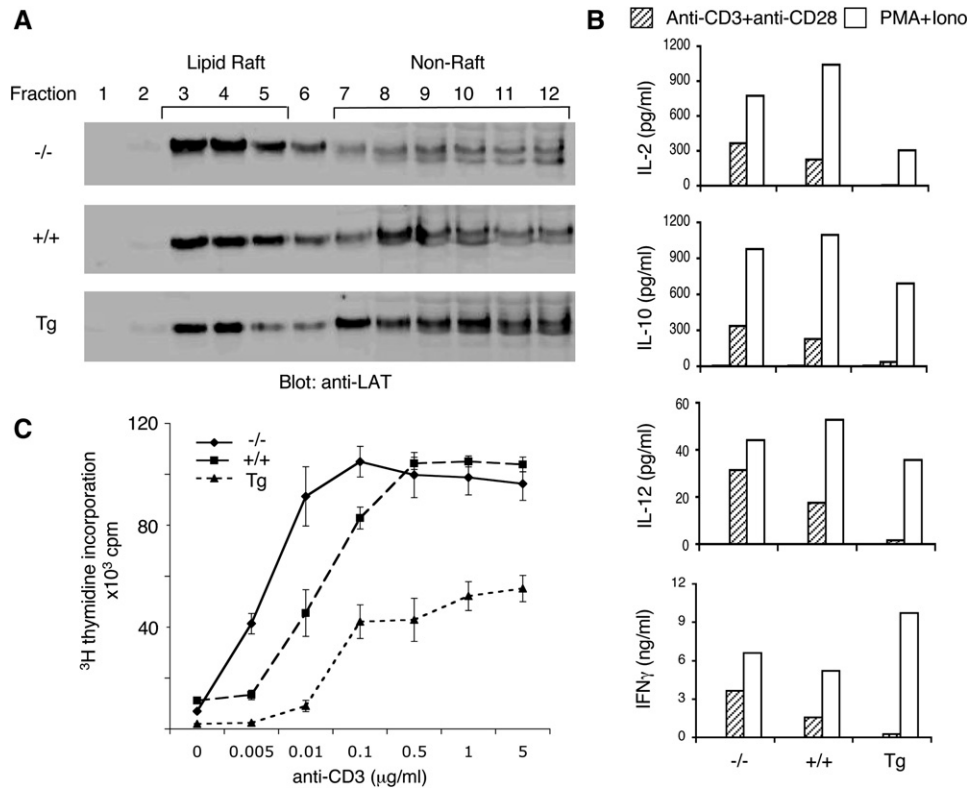 A
Lipid Raft Non-Raft
Fraction 1 2 3 4 5 6 7 8 9 10 11 12
-/-
+/+
Tg
Blot: anti-LAT
B
Anti-CD3+anti-CD28 PMA+Iono
IL-2 (pg/ml)
1200
900
600
300
0
IL-10 (pg/ml)
1200
900
600
300
0
IL-12 (pg/ml)
60
40
20
0
IFNγ (ng/ml)
12
9
6
3
0
-/- +/+ Tg
C
-/-
+/+
Tg
³H thymidine incorporation
x10³ cpm
120
80
40
0 0.005 0.01 0.1 0.5 1 5
anti-CD3 (μg/ml)